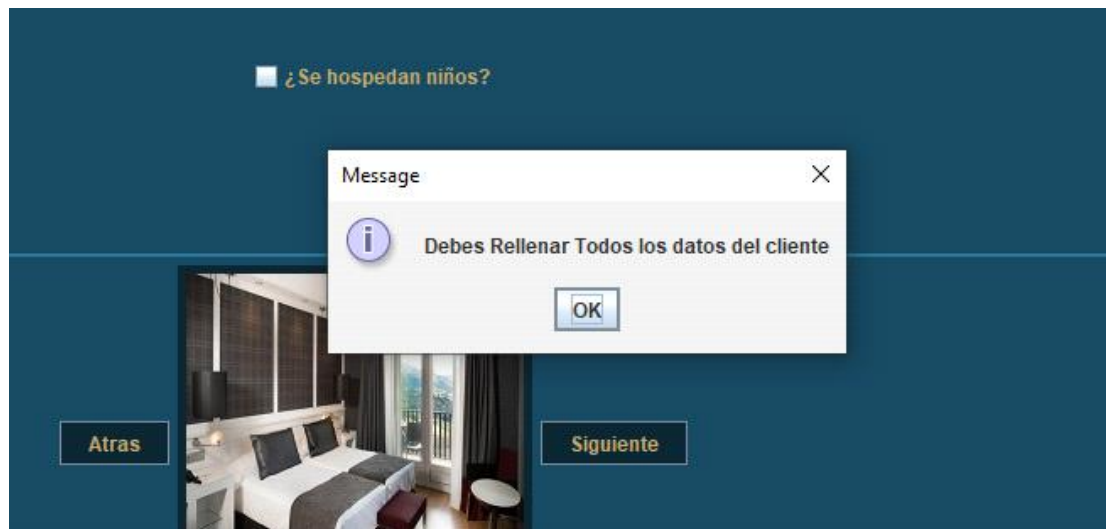 ¿Se hospedan niños?
Message
i
Debes Rellenar Todos los datos del cliente
OK
Atras
Siguiente